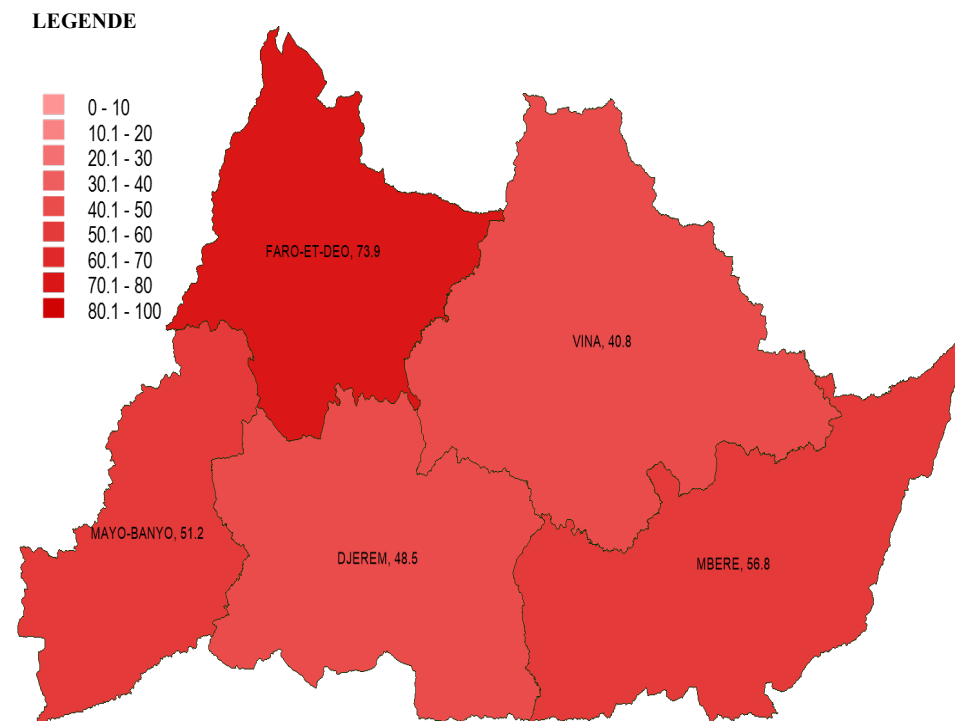 LEGENDE
0 - 10
10.1 - 20
20.1 - 30
30.1 - 40
40.1 - 50
50.1 - 60
60.1 - 70
70.1 - 80
80.1 - 100
FARO-ET-DEO, 73.9
VINA, 40.8
MAYO-BANYO, 51.2
DJEREM, 48.5
MBERE, 56.8